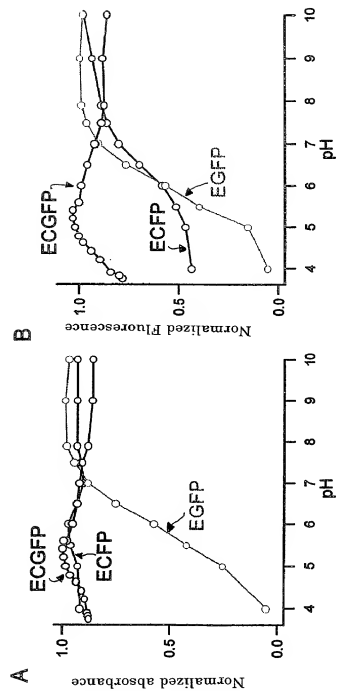 A
Normalized absorbance
1.0
0.5
0.0
ECGFP
ECFP
EGFP
4
5
6
7
8
9
10
pH
B
Normalized Fluorescence
1.0
0.5
0.0
ECGFP
ECFP
EGFP
4
5
6
7
8
9
10
pH